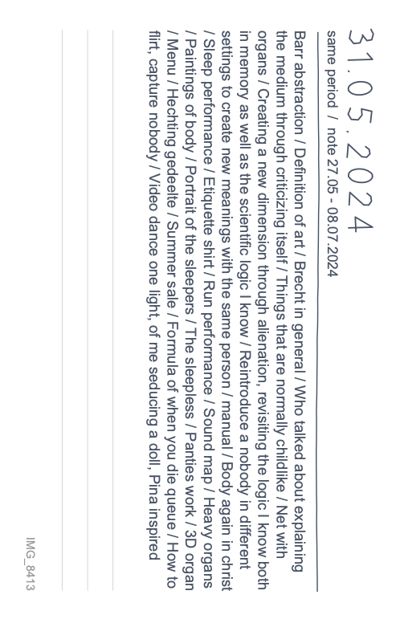 31.05.2024
same period / note 27.05 - 08.07.2024
Barr abstraction / Definition of art / Brecht in general / Who talked about explaining
the medium through criticizing itself / Things that are normally childlike / Net with
organs / Creating a new dimension through alienation, revisiting the logic I know both
in memory as well as the scientific logic I know / Reintroduce a nobody in different
settings to create new meanings with the same person / manual / Body again in christ
/ Sleep performance / Etiquette shirt / Run performance / Sound map / Heavy organs
/ Paintings of body / Portrait of the sleepers / The sleepless / Panties work / 3D organ
/ Menu / Hechting gedeelte / Summer sale / Formula of when you die queue / How to
flirt, capture nobody / Video dance one light, of me seducing a doll, Pina inspired
IMG_8413